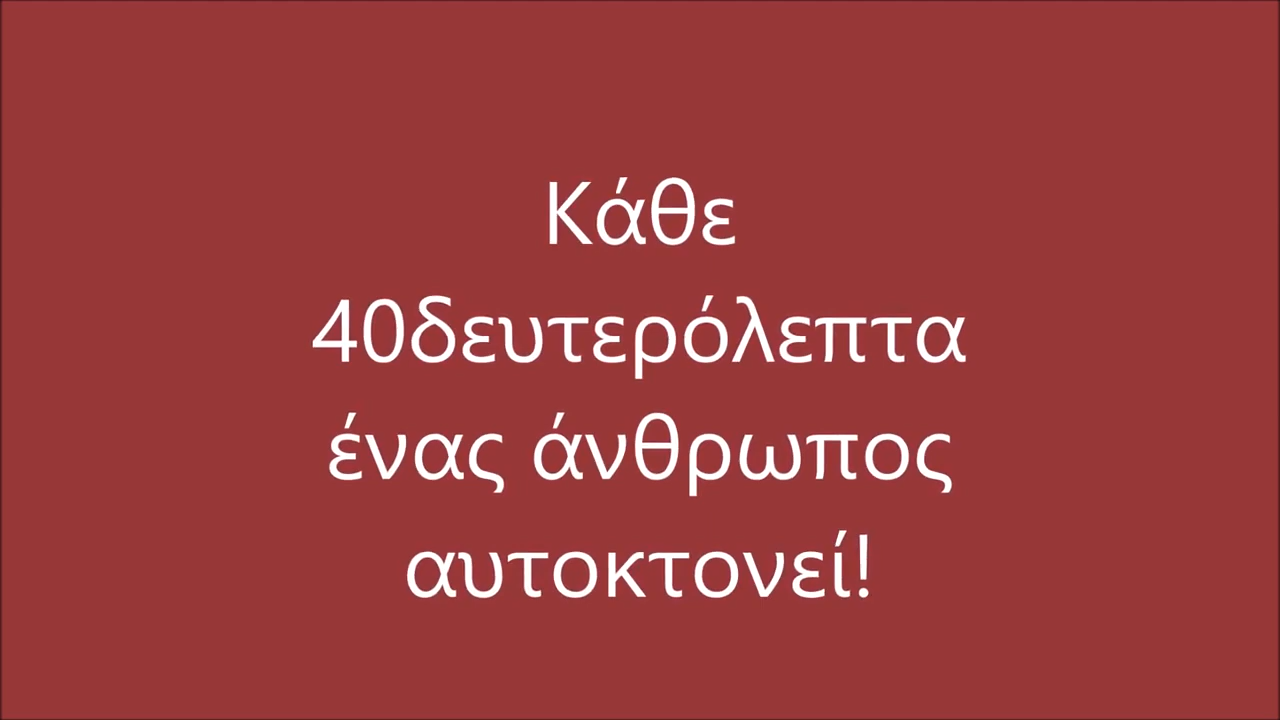 Κάθε
40δευτερόλεπτα
ένας άνθρωπος
αυτοκτονεί!